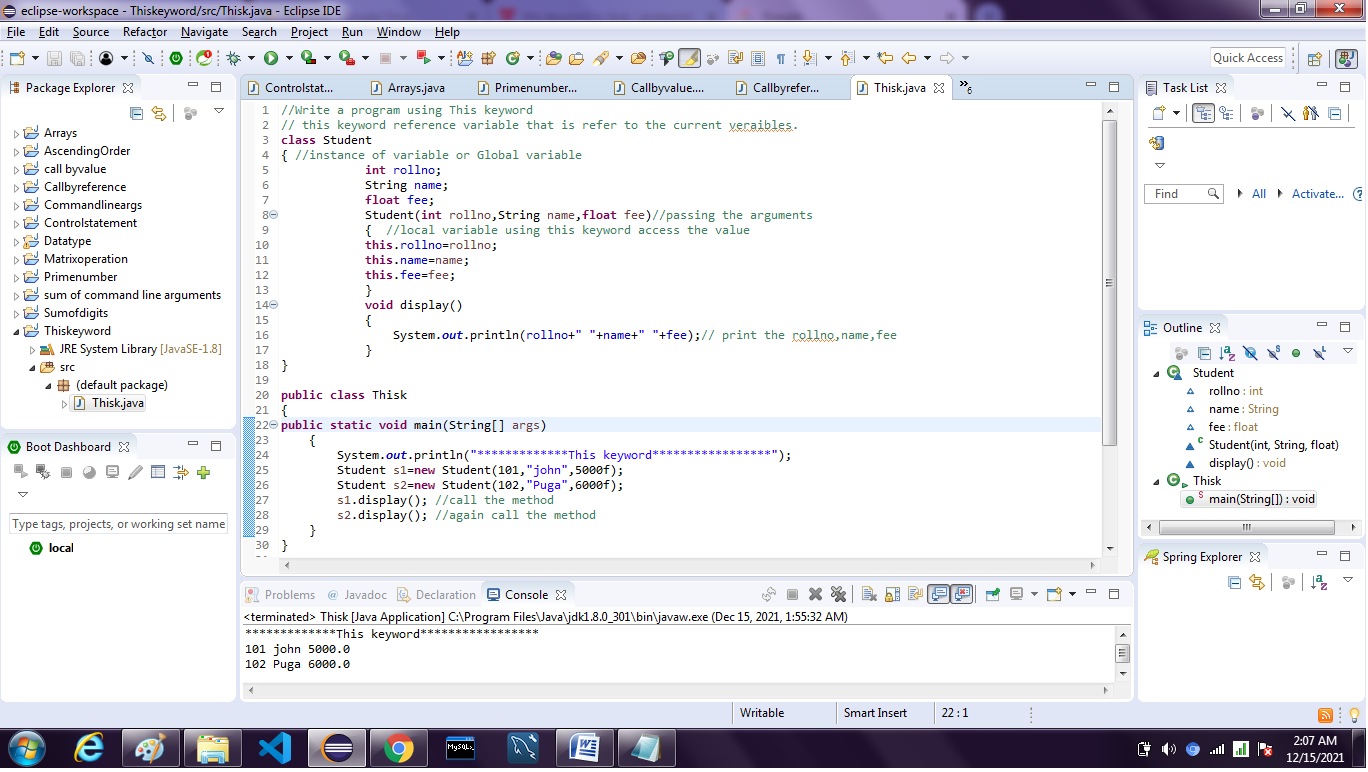 eclipse-workspace - Thiskeyword/src/Thisk.java - Eclipse IDE
File Edit Source Refactor Navigate Search Project Run Window Help
Quick Access
Package Explorer
Arrays
AscendingOrder
call byvalue
Callbyreference
Commandlineargs
Controlstatement
Datatype
Matrixoperation
Primenumber
sum of command line arguments
Sumofdigits
Thiskeyword
JRE System Library [JavaSE-1.8]
src
(default package)
Thisk.java
Boot Dashboard
Type tags, projects, or working set name
local
Controlstat... Arrays.java Primenumber... Callbyvalue.... Callbyrefer... Thisk.java »6
1 //Write a program using This keyword
2 // this keyword reference variable that is refer to the current veraibles.
3 class Student
4 { //instance of variable or Global variable
5 int rollno;
6 String name;
7 float fee;
8 Student(int rollno,String name,float fee)//passing the arguments
9 { //local variable using this keyword access the value
10 this.rollno=rollno;
11 this.name=name;
12 this.fee=fee;
13 }
14 void display()
15 {
16 System.out.println(rollno+" "+name+" "+fee);// print the rollno,name,fee
17 }
18 }
19
20 public class Thisk
21 {
22 public static void main(String[] args)
23 {
24 System.out.println("*************This keyword*****************");
25 Student s1=new Student(101,"john",5000f);
26 Student s2=new Student(102,"Puga",6000f);
27 s1.display(); //call the method
28 s2.display(); //again call the method
29 }
30 }
Problems @ Javadoc Declaration Console
<terminated> Thisk [Java Application] C:\Program Files\Java\jdk1.8.0_301\bin\javaw.exe (Dec 15, 2021, 1:55:32 AM)
*************This keyword*****************
101 john 5000.0
102 Puga 6000.0
Task List
Find All Activate...
Outline
Student
rollno : int
name : String
fee : float
Student(int, String, float)
display() : void
Thisk
main(String[]) : void
Spring Explorer
Writable Smart Insert 22 : 1
MySQL
2:07 AM
12/15/2021